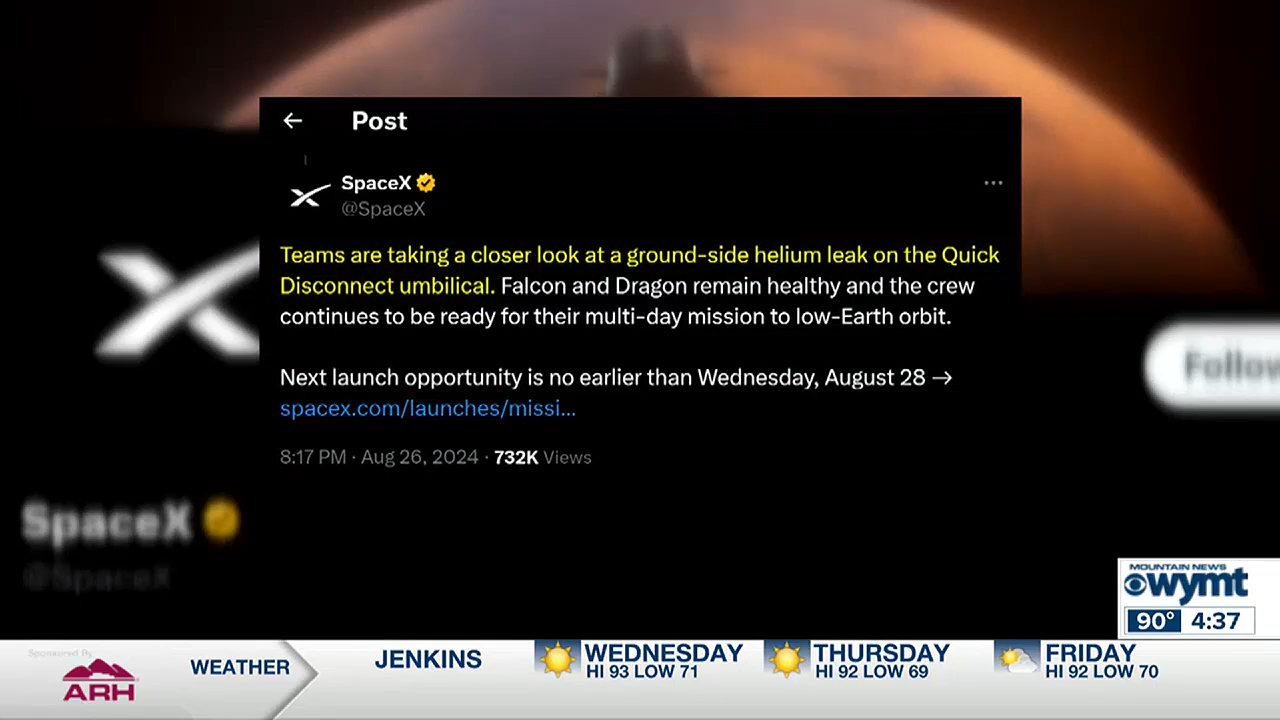 Post
SpaceX
@SpaceX
Teams are taking a closer look at a ground-side helium leak on the Quick
Disconnect umbilical. Falcon and Dragon remain healthy and the crew
continues to be ready for their multi-day mission to low-Earth orbit.
Next launch opportunity is no earlier than Wednesday, August 28 →
spacex.com/launches/missi...
8:17 PM · Aug 26, 2024 · 732K Views
Follow
SpaceX
@SpaceX
MOUNTAIN NEWS
wymt
90° 4:37
Sponsored By
ARH
WEATHER
JENKINS
WEDNESDAY
HI 93 LOW 71
THURSDAY
HI 92 LOW 69
FRIDAY
HI 92 LOW 70